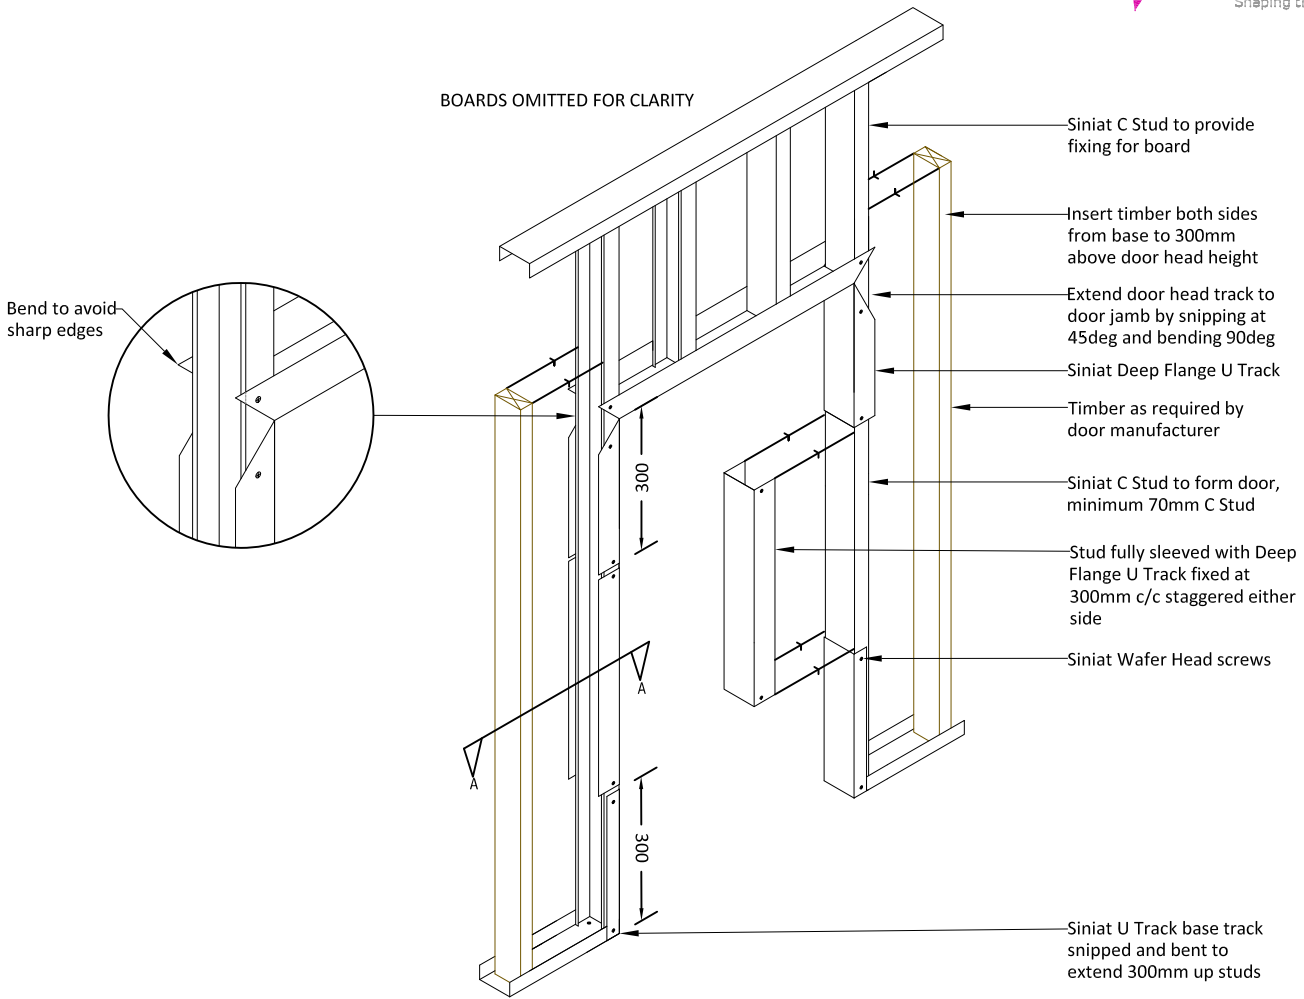 Shaping
BOARDS OMITTED FOR CLARITY
Siniat C Stud to provide
fixing for board
Insert timber both sides
from base to 300mm
above door head height
Bend to avoid
sharp edges
Extend door head track to
door jamb by snipping at
45deg and bending 90deg
Siniat Deep Flange U Track
Timber as required by
door manufacturer
300
Siniat C Stud to form door,
minimum 70mm C Stud
Stud fully sleeved with Deep
Flange U Track fixed at
300mm c/c staggered either
side
Siniat Wafer Head screws
A
A
300
Siniat U Track base track
snipped and bent to
extend 300mm up studs